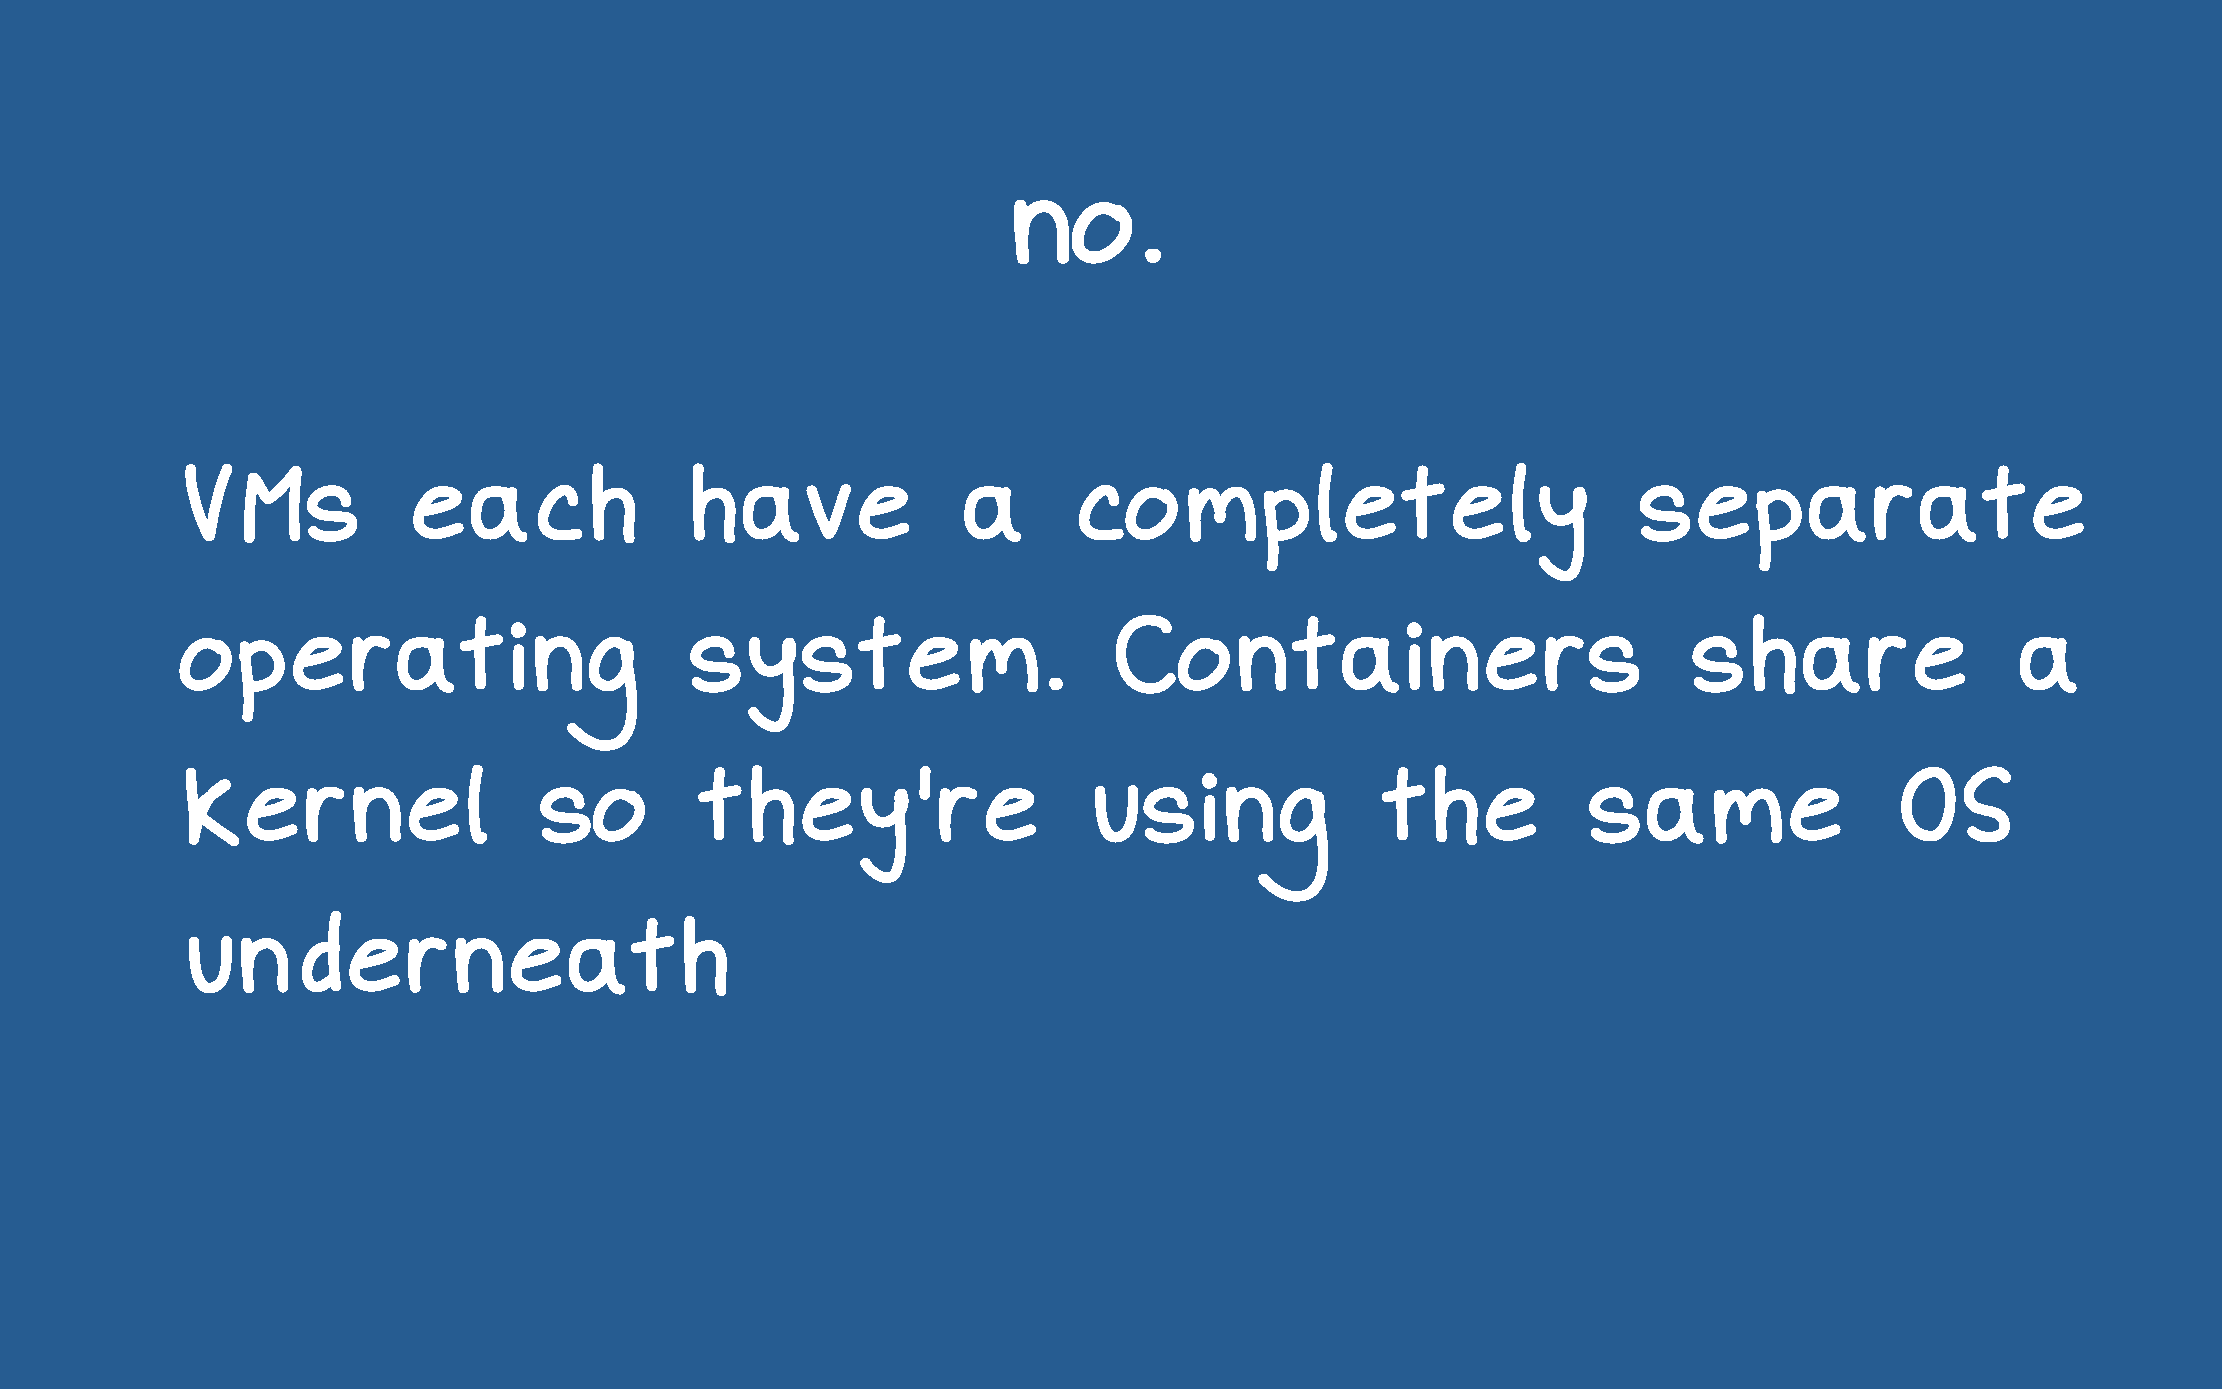 no.
VMs each have a completely separate
operating system. Containers share a
kernel so they're using the same OS
underneath